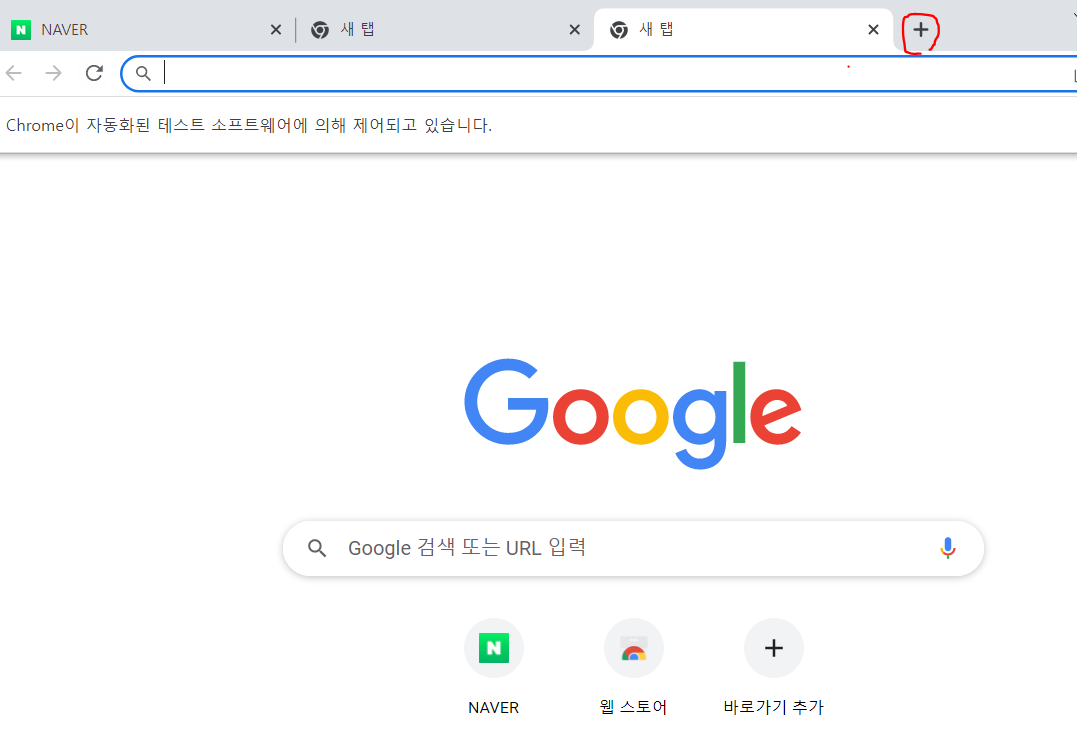 NAVER
새 탭
새 탭
Chrome이 자동화된 테스트 소프트웨어에 의해 제어되고 있습니다.
Google
Google 검색 또는 URL 입력
N
NAVER
웹 스토어
바로가기 추가